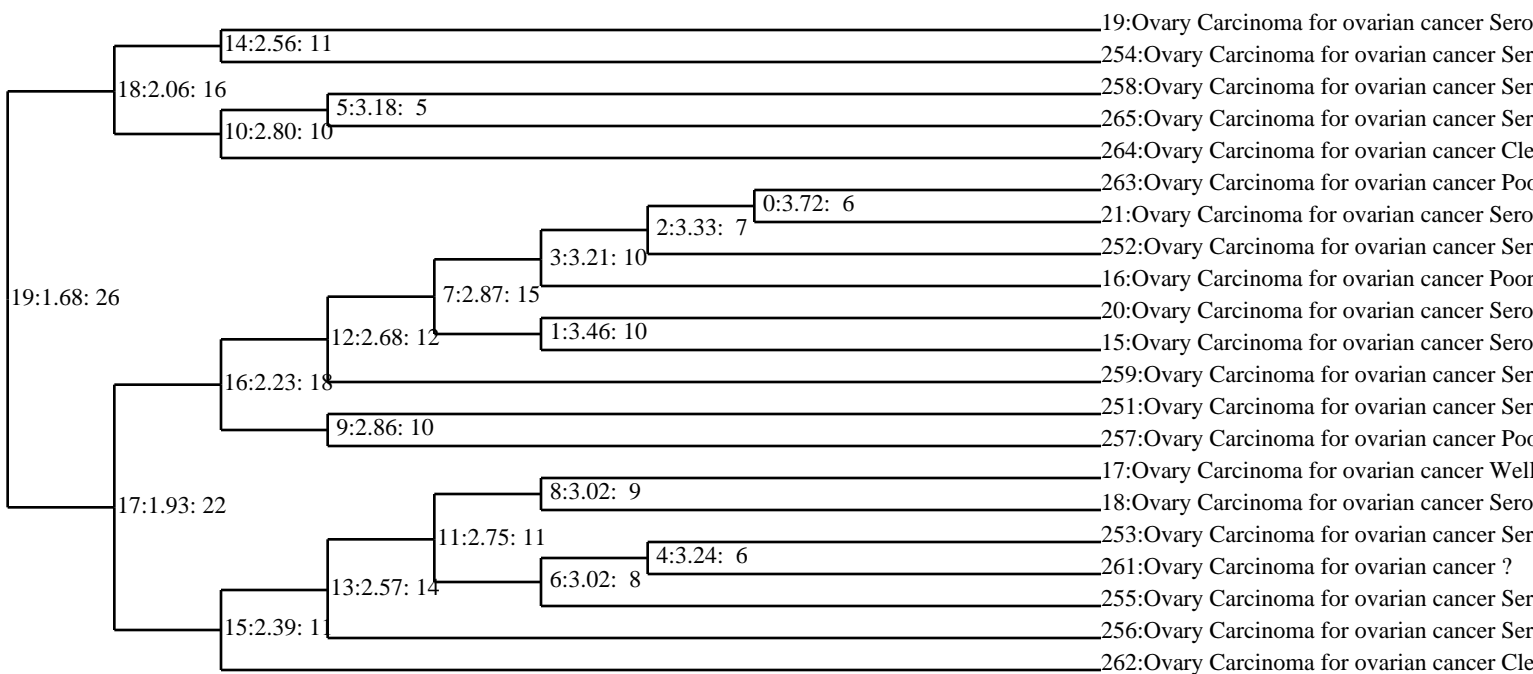 19:Ovary Carcinoma for ovarian cancer Sero
14:2.56: 11
254:Ovary Carcinoma for ovarian cancer Ser
258:Ovary Carcinoma for ovarian cancer Ser
18:2.06: 16
5:3.18: 5
265:Ovary Carcinoma for ovarian cancer Ser
10:2.80: 10
264:Ovary Carcinoma for ovarian cancer Cle
263:Ovary Carcinoma for ovarian cancer Poo
0:3.72: 6
21:Ovary Carcinoma for ovarian cancer Sero
2:3.33: 7
252:Ovary Carcinoma for ovarian cancer Ser
3:3.21: 10
16:Ovary Carcinoma for ovarian cancer Poor
7:2.87: 15
19:1.68: 26
20:Ovary Carcinoma for ovarian cancer Sero
1:3.46: 10
12:2.68: 12
15:Ovary Carcinoma for ovarian cancer Sero
259:Ovary Carcinoma for ovarian cancer Ser
16:2.23: 18
251:Ovary Carcinoma for ovarian cancer Ser
9:2.86: 10
257:Ovary Carcinoma for ovarian cancer Poo
17:Ovary Carcinoma for ovarian cancer Well
8:3.02: 9
18:Ovary Carcinoma for ovarian cancer Sero
17:1.93: 22
253:Ovary Carcinoma for ovarian cancer Ser
11:2.75: 11
4:3.24: 6
261:Ovary Carcinoma for ovarian cancer ?
6:3.02: 8
13:2.57: 14
255:Ovary Carcinoma for ovarian cancer Ser
15:2.39: 11
256:Ovary Carcinoma for ovarian cancer Ser
262:Ovary Carcinoma for ovarian cancer Cle